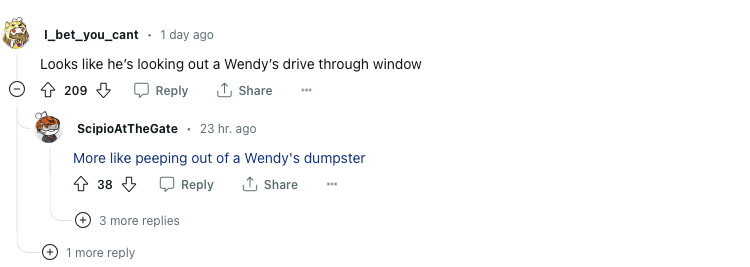 I_bet_you_cant • 1 day ago
Looks like he’s looking out a Wendy’s drive through window
209 Reply Share ...
ScipioAtTheGate • 23 hr. ago
More like peeping out of a Wendy's dumpster
38 Reply Share ...
3 more replies
1 more reply